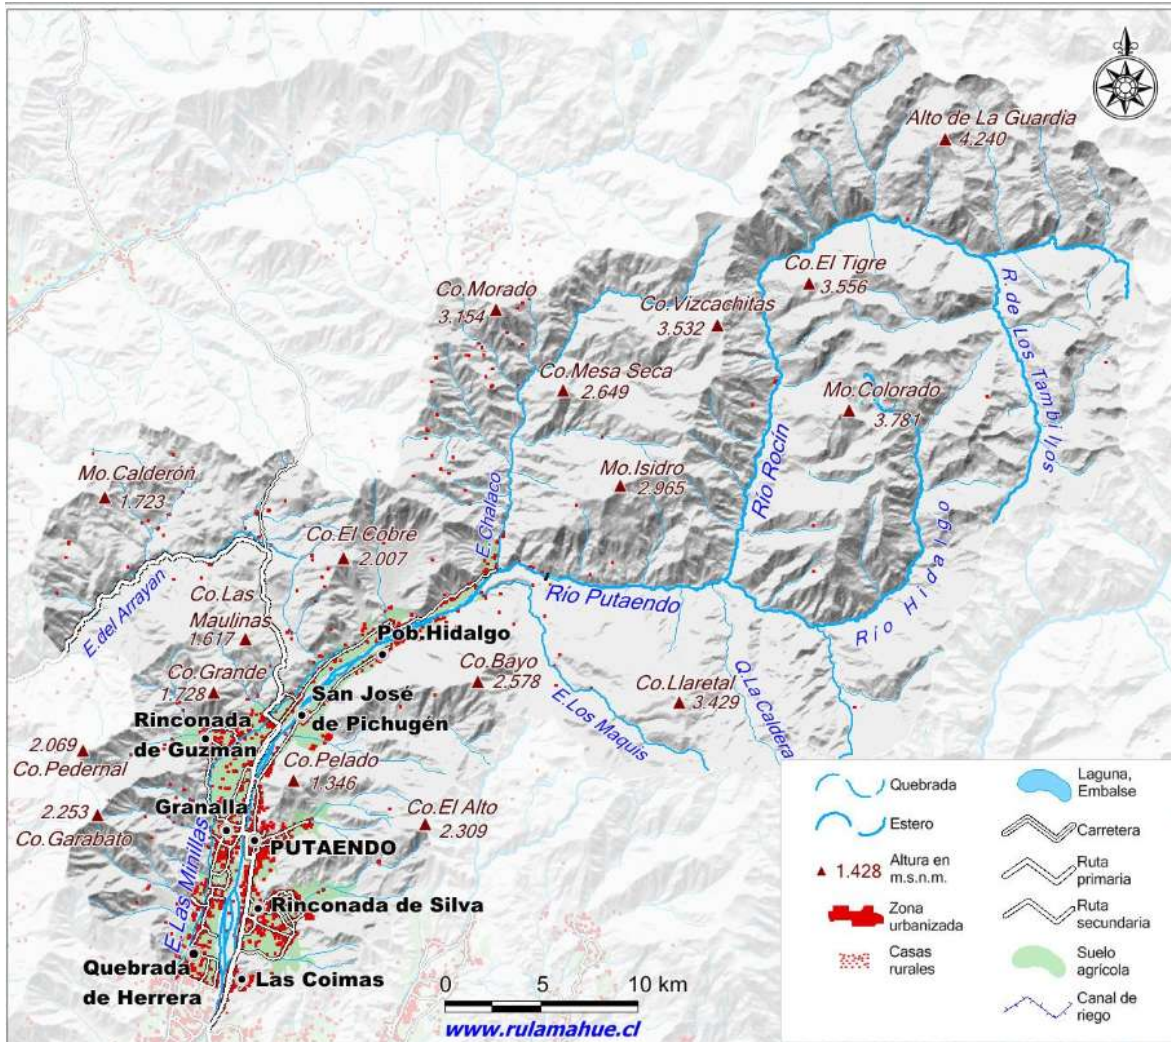 Alto de La Guardia
4.240
Co.El Tigre
3.556
Co.Morado
3.154
Co.Vizcachitas
3.532
R. de Los Tambillos
Co.Mesa Seca
2.649
Mo.Colorado
3.781
Río Rocín
Mo.Calderón
1.723
Mo.Isidro
2.965
E.Chalaco
Co.El Cobre
2.007
Río Hidalgo
E.del Arrayan
Co.Las
Maulinas
1.617
Rio Putaendo
Pob.Hidalgo
Co.Grande
1.728
Co.Bayo
2.578
Co.Llaretal
3.429
Q.La Caldera
E.Los Maquis
San José
de Pichugén
Rinconada
de Guzmán
2.069
Co.Pedernal
Co.Pelado
1.346
2.253
Co.Garabato
Granalla
Co.El Alto
2.309
PUTAENDO
E.Las Minillas
Rinconada de Silva
Quebrada
de Herrera
Las Coimas
0 5 10 km
www.rulamahue.cl
Quebrada
Estero
1.428
Altura en
m.s.n.m.
Zona
urbanizada
Casas
rurales
Laguna,
Embalse
Carretera
Ruta
primaria
Ruta
secundaria
Suelo
agrícola
Canal de
riego